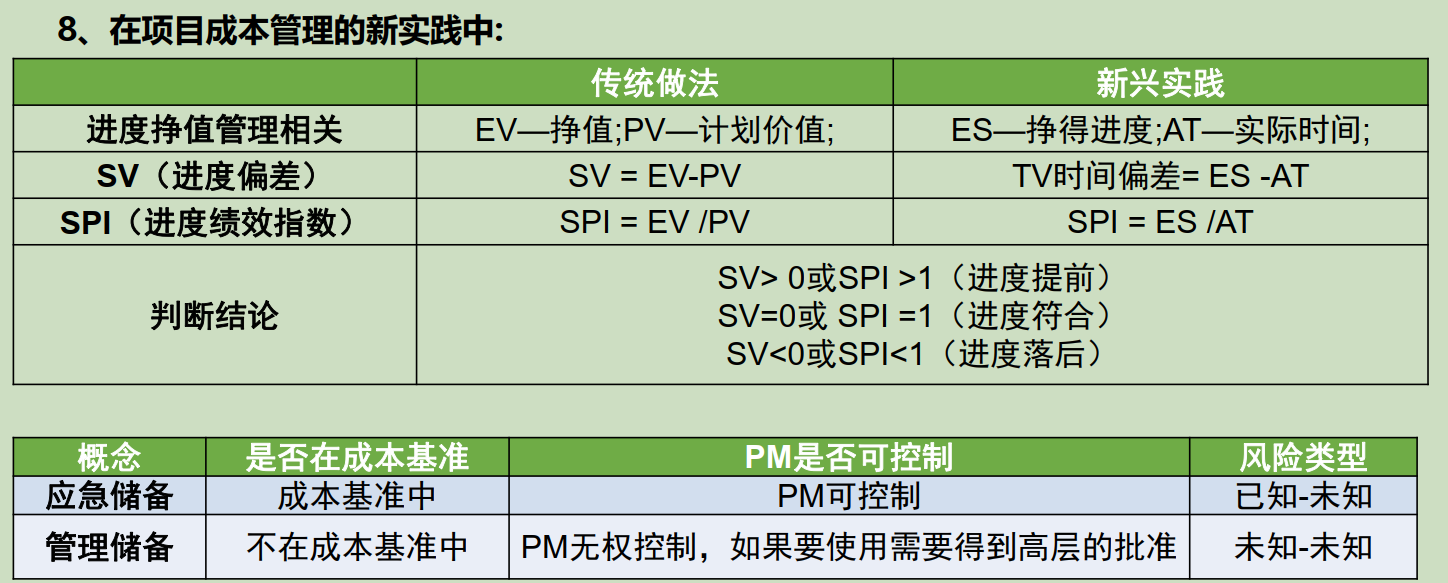 8、在项目成本管理的新实践中:
传统做法 新兴实践
进度挣值管理相关 EV—挣值;PV—计划价值; ES—挣得进度;AT—实际时间;
SV（进度偏差） SV = EV-PV TV时间偏差= ES -AT
SPI（进度绩效指数） SPI = EV /PV SPI = ES /AT
判断结论
SV> 0或SPI >1（进度提前）
SV=0或 SPI =1（进度符合）
SV<0或SPI<1（进度落后）
概念 是否在成本基准 PM是否可控制 风险类型
应急储备 成本基准中 PM可控制 已知-未知
管理储备 不在成本基准中 PM无权控制，如果要使用需要得到高层的批准 未知-未知